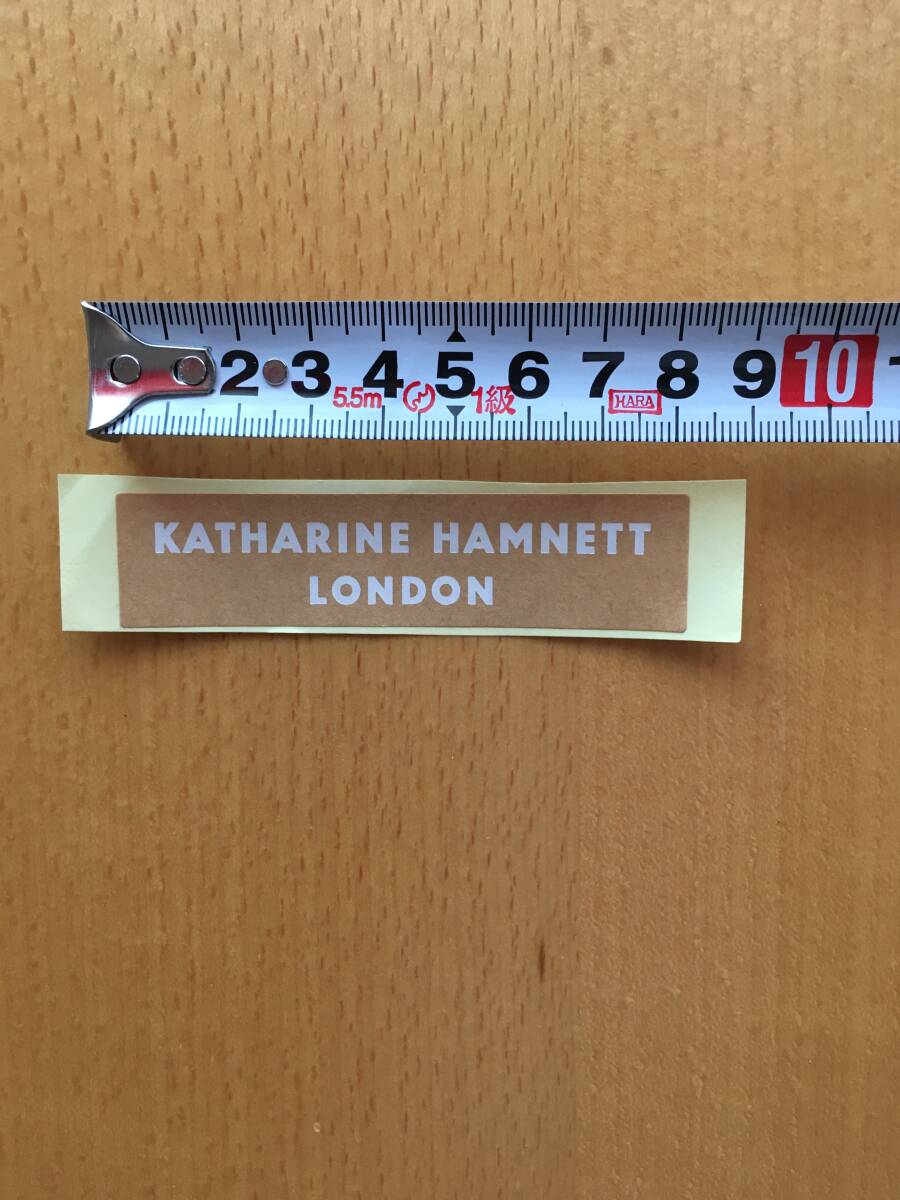 2 3 4 5 6 7 8 9 10
5.5m 1級 HARA
KATHARINE HAMNETT
LONDON